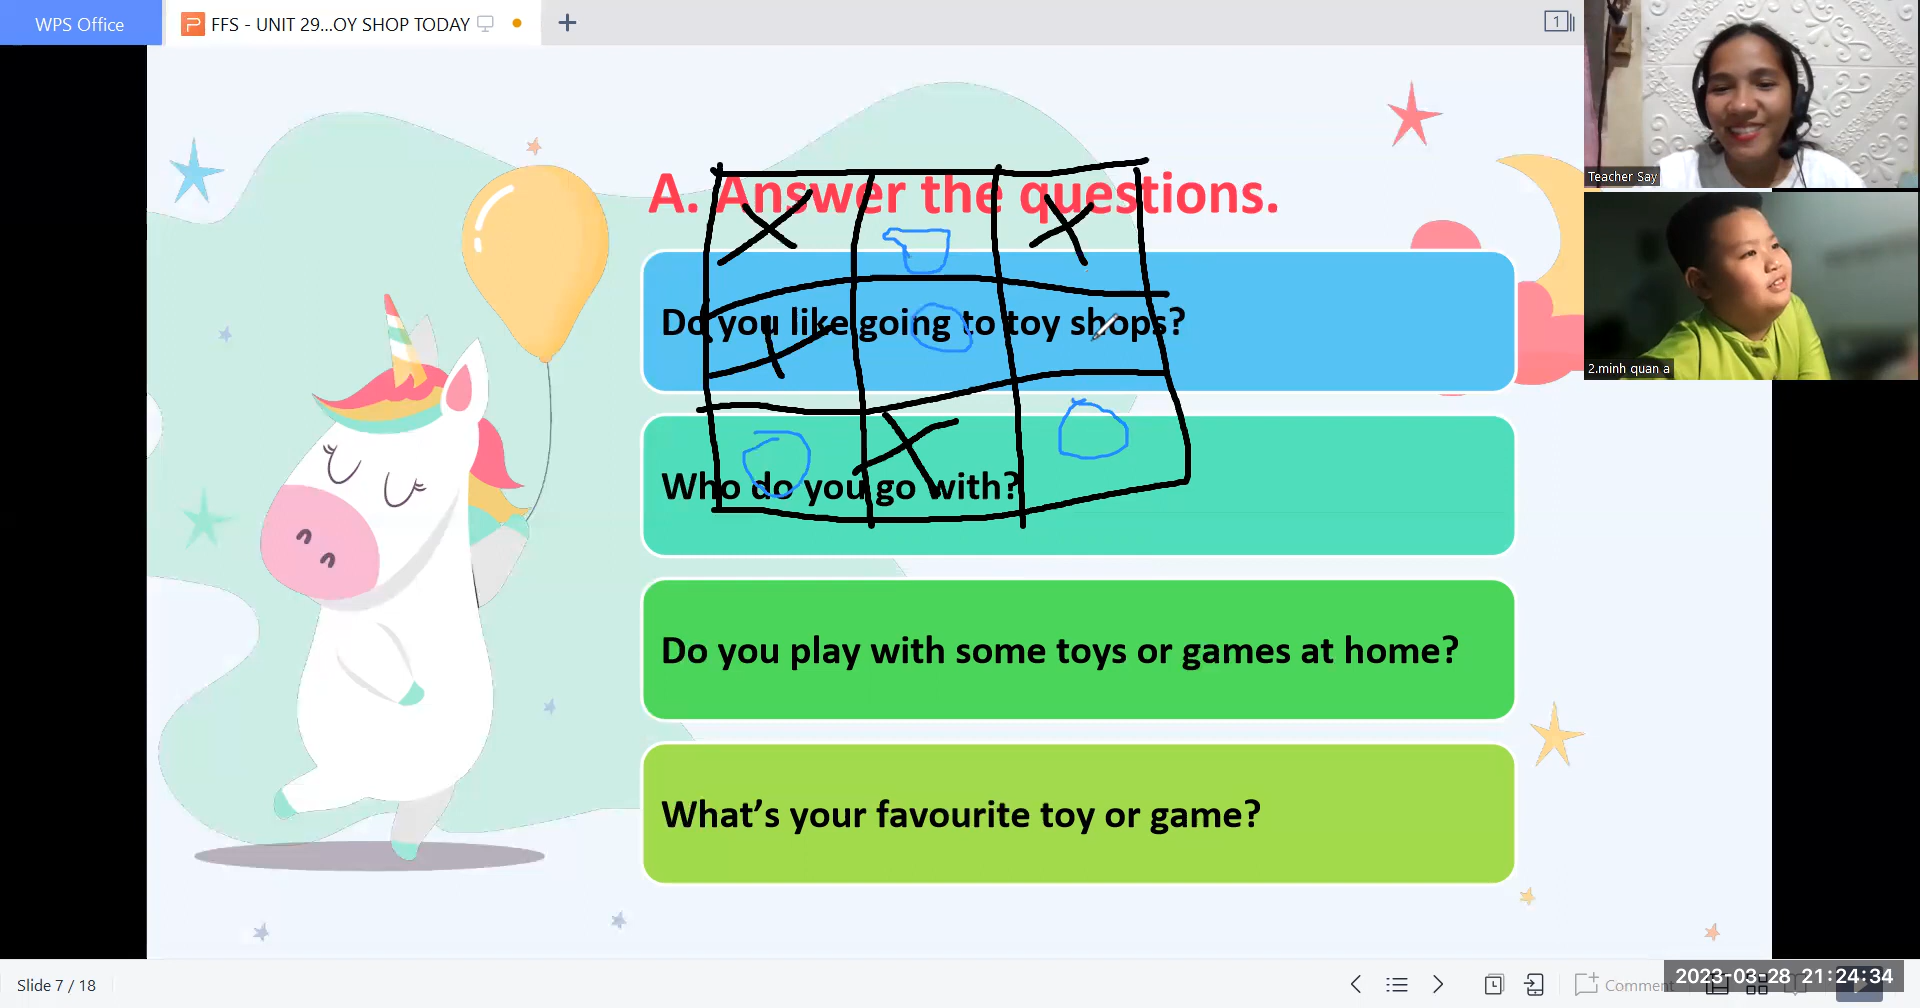 WPS Office
FFS - UNIT 29...OY SHOP TODAY
1
Teacher Say
2.minh quan a
A. Answer the questions.
Do you like going to toy shops?
Who do you go with?
Do you play with some toys or games at home?
What's your favourite toy or game?
Slide 7 / 18
Comment
2023-03-28 21:24:34